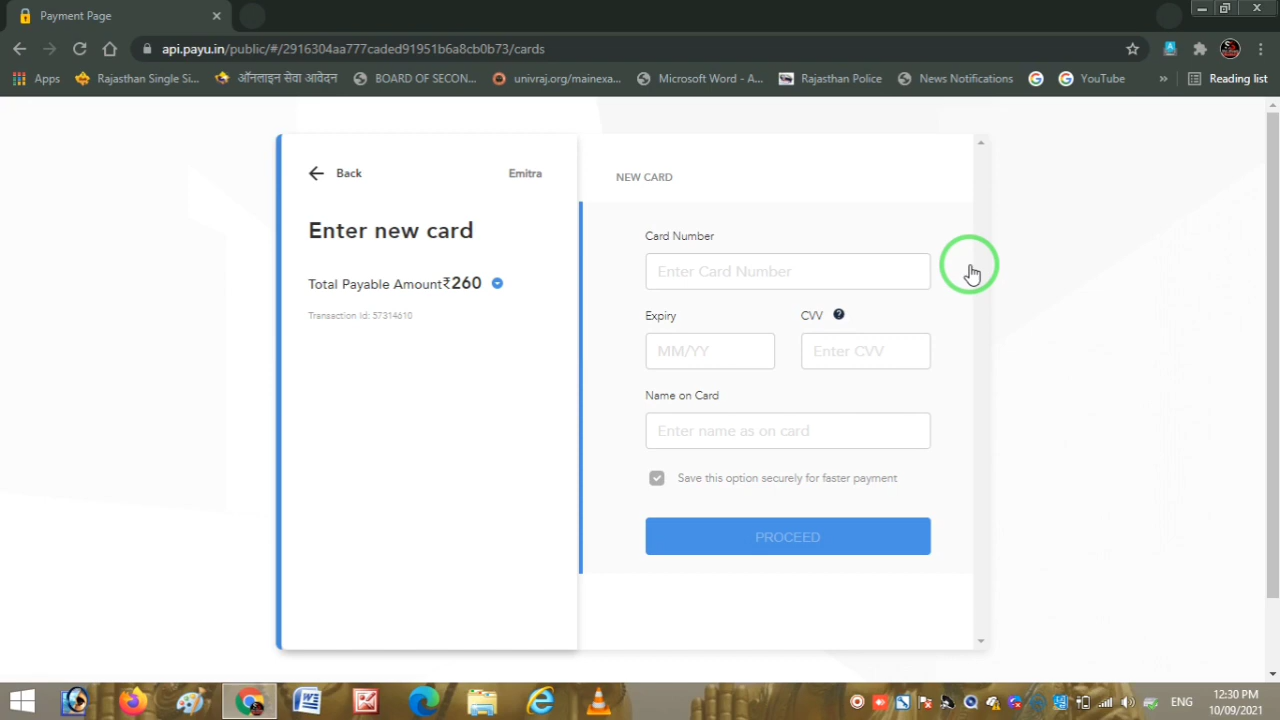 Payment Page
api.payu.in/public/#/2916304aa777caded91951b6a8cb0b73/cards
Apps Rajasthan Single Si... ऑनलाइन सेवा आवेदन BOARD OF SECON... univraj.org/mainexa... Microsoft Word - A... Rajasthan Police News Notifications YouTube » Reading list
Back Emitra
Enter new card
Total Payable Amount₹260
Transaction Id: 57314610
NEW CARD
Card Number
Enter Card Number
Expiry CVV ?
MM/YY Enter CVV
Name on Card
Enter name as on card
Save this option securely for faster payment
PROCEED
ENG
12:30 PM
10/09/2021